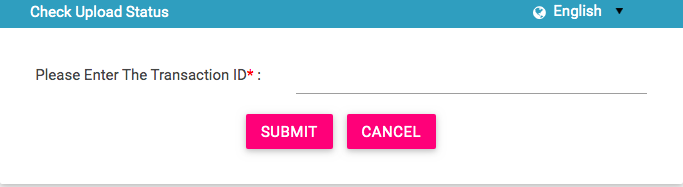 Check Upload Status English
Please Enter The Transaction ID* :
SUBMIT CANCEL